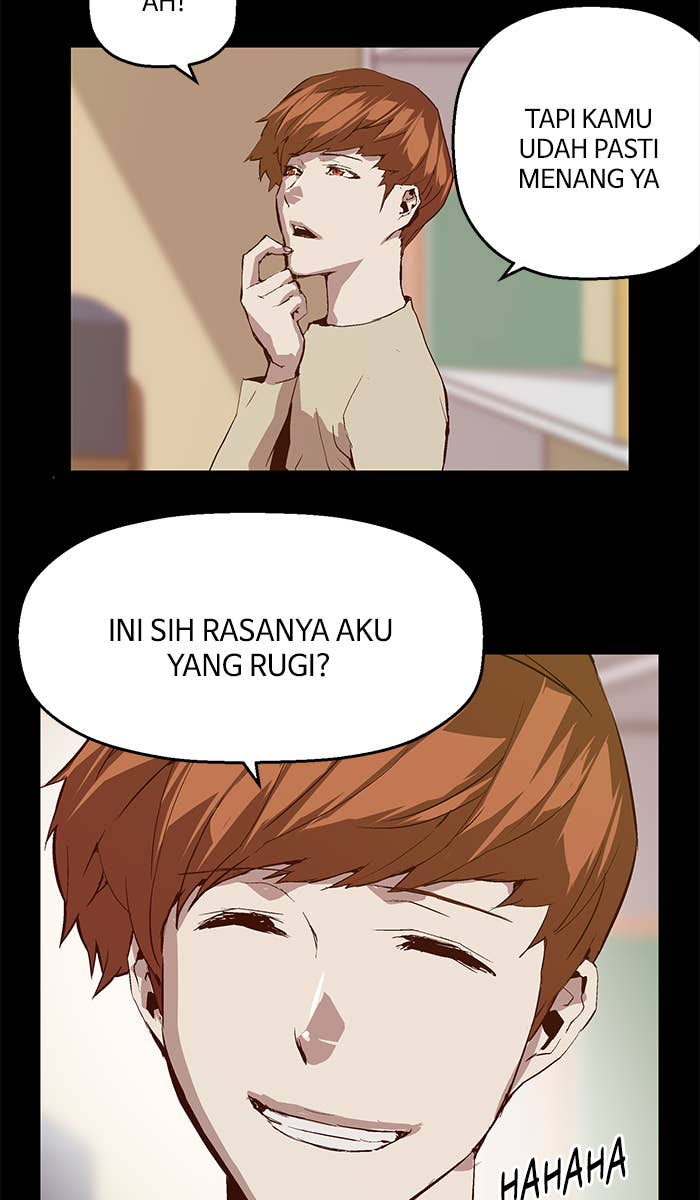 AH!
TAPI KAMU
UDAH PASTI
MENANG YA
INI SIH RASANYA AKU
YANG RUGI?
HAHAHA